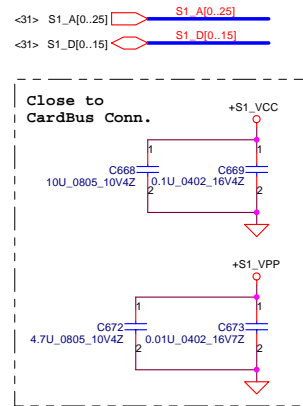 <31> S1_A[0..25] S1_A[0..25]
<31> S1_D[0..15] S1_D[0..15]
Close to
CardBus Conn.
+S1_VCC
1 1
C668 C669
10U_0805_10V4Z 0.1U_0402_16V4Z
2 2
+S1_VPP
1 1
C672 C673
4.7U_0805_10V4Z 0.01U_0402_16V7Z
2 2